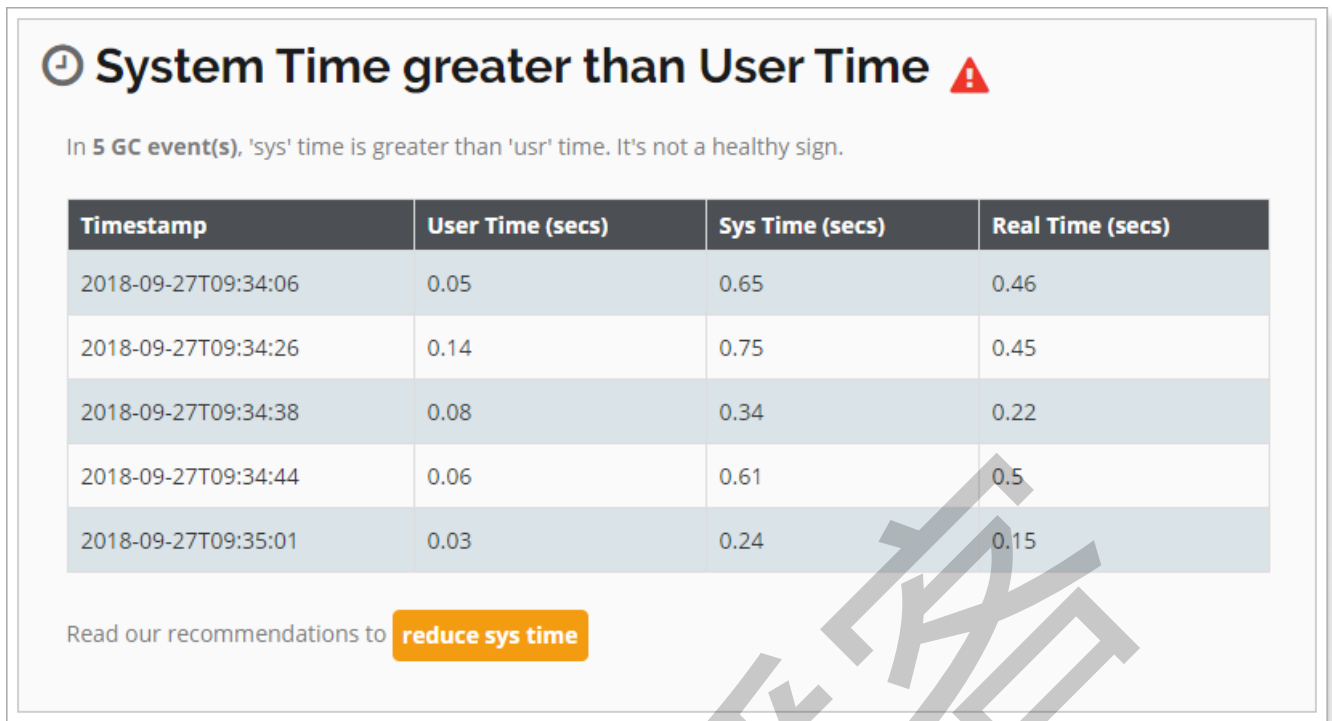 System Time greater than User Time
In 5 GC event(s), 'sys' time is greater than 'usr' time. It's not a healthy sign.
Timestamp User Time (secs) Sys Time (secs) Real Time (secs)
2018-09-27T09:34:06 0.05 0.65 0.46
2018-09-27T09:34:26 0.14 0.75 0.45
2018-09-27T09:34:38 0.08 0.34 0.22
2018-09-27T09:34:44 0.06 0.61 0.5
2018-09-27T09:35:01 0.03 0.24 0.15
Read our recommendations to reduce sys time